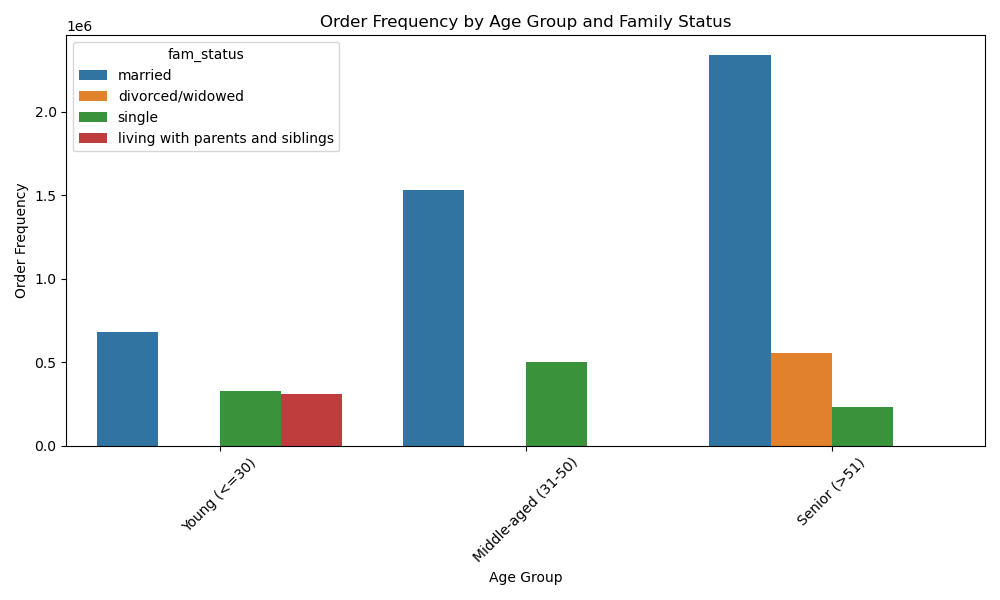 Order Frequency by Age Group and Family Status
1e6
fam_status
married
divorced/widowed
single
living with parents and siblings
2.0
1.5
1.0
0.5
0.0
Order Frequency
Young (<=30)
Middle-aged (31-50)
Senior (>51)
Age Group